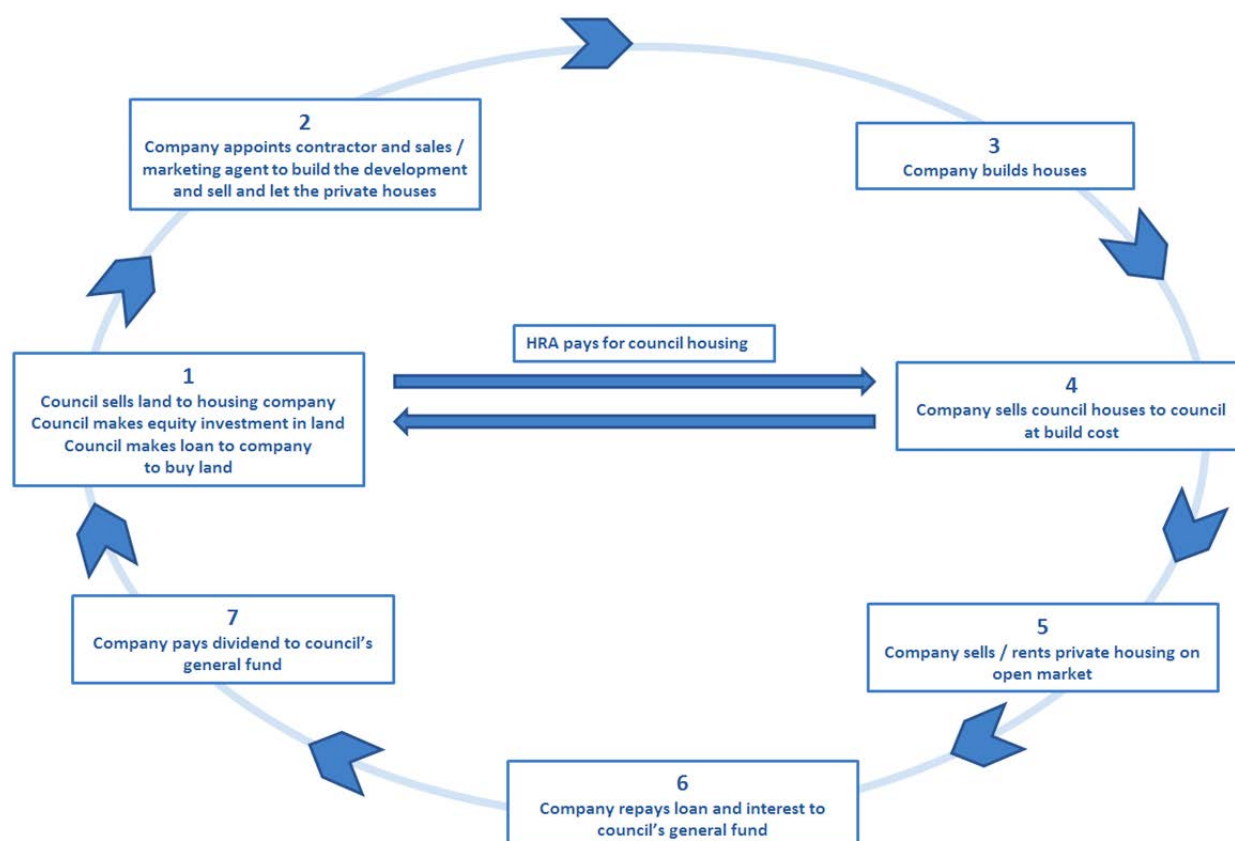 2
Company appoints contractor and sales /
marketing agent to build the development
and sell and let the private houses
3
Company builds houses
HRA pays for council housing
1
Council sells land to housing company
Council makes equity investment in land
Council makes loan to company
to buy land
4
Company sells council houses to council
at build cost
7
Company pays dividend to council’s
general fund
5
Company sells / rents private housing on
open market
6
Company repays loan and interest to
council’s general fund